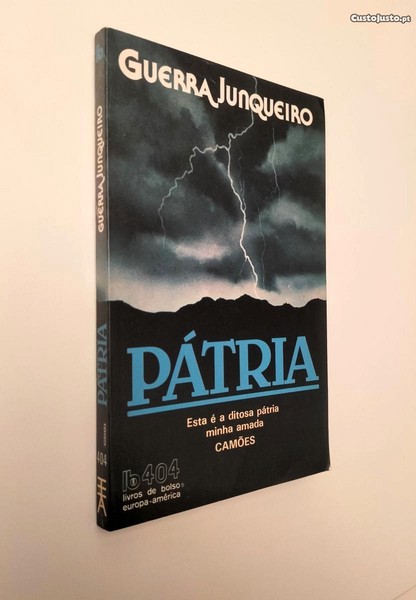 CustoJusto.pt
GUERRA JUNQUEIRO
PÁTRIA
Esta é a ditosa pátria
minha amada
CAMÕES
lb 404
livros de bolso
europa-américa
GUERRA JUNQUEIRO
PÁTRIA
404